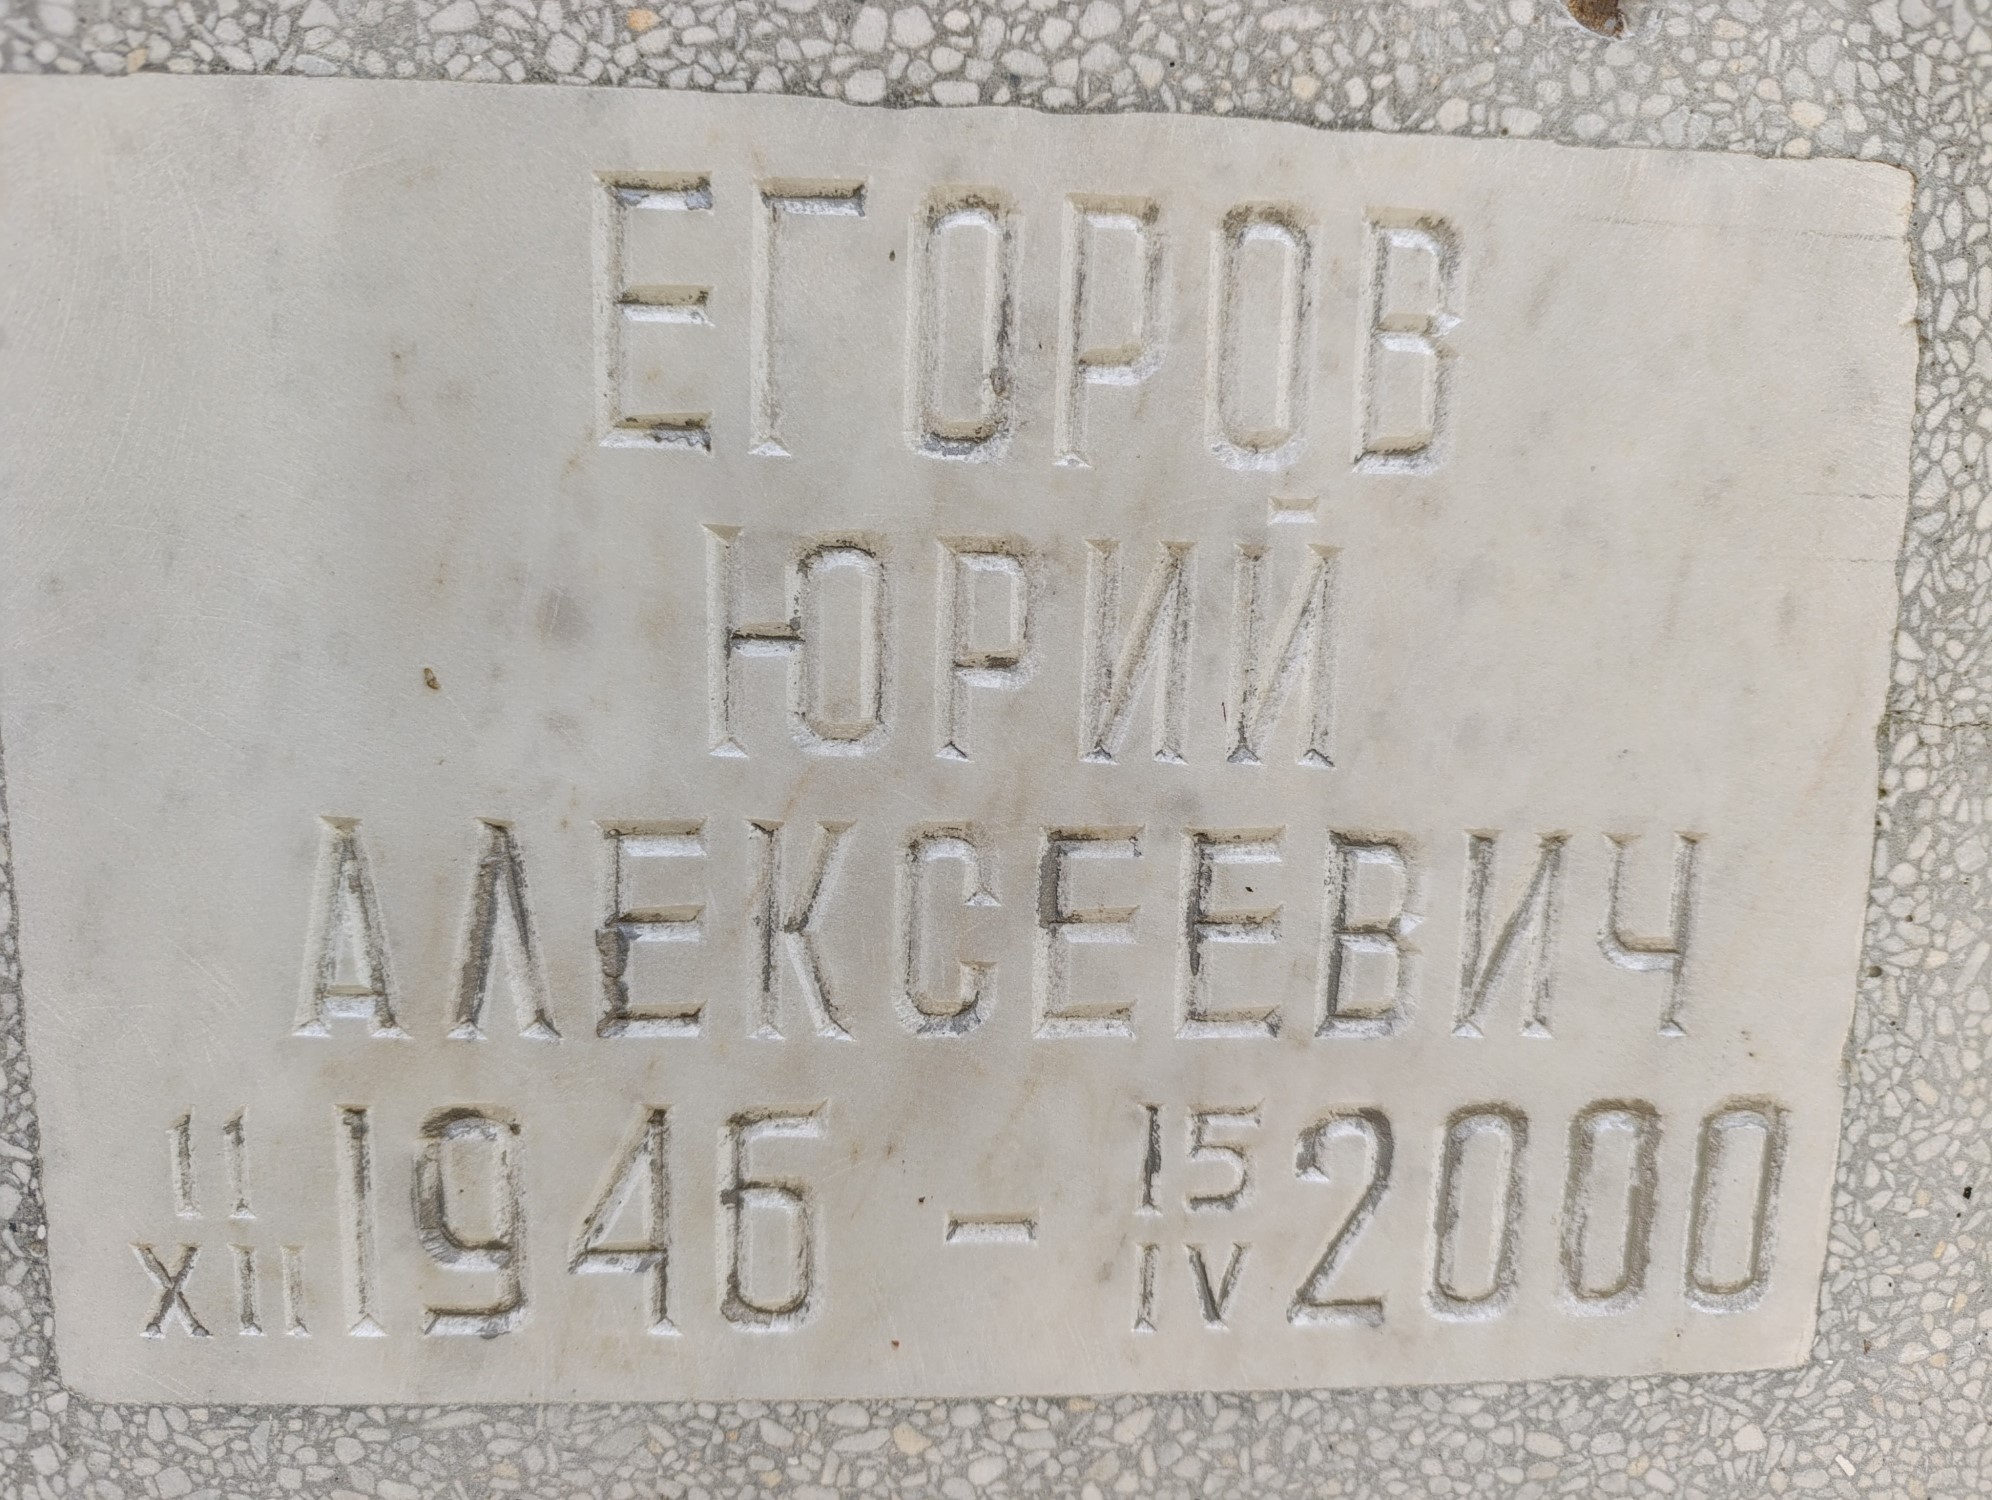 ЕГОРОВ
ЮРИЙ
АЛЕКСЕЕВИЧ
11 XII 1946 - 15 IV 2000